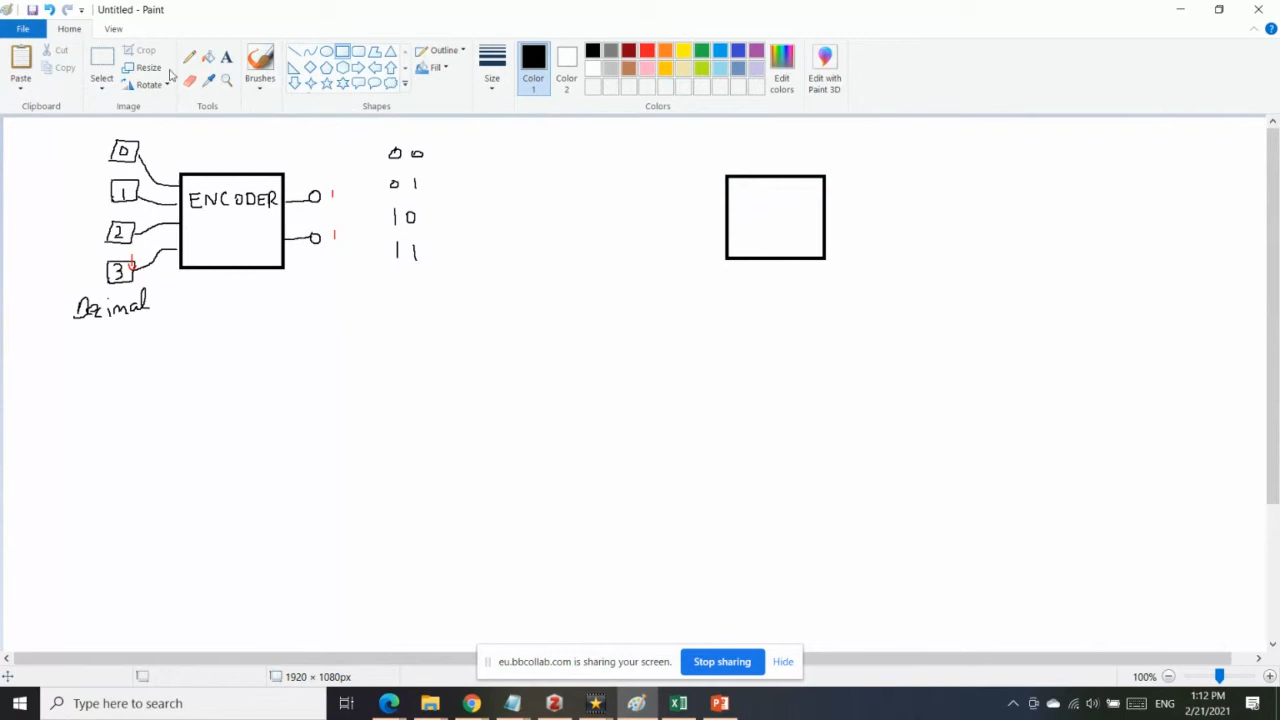 Untitled - Paint
File
Home
View
Paste
Cut
Copy
Clipboard
Select
Crop
Resize
Rotate
Image
Tools
Brushes
Shapes
Outline
Fill
Size
Color 1
Color 2
Colors
Edit colors
Edit with Paint 3D
0
1
2
3
ENCODER
1
1
0 0
0 1
1 0
1 1
Dezimal
eu.bbcollab.com is sharing your screen.
Stop sharing
Hide
1920 × 1080px
100%
Type here to search
ENG
1:12 PM
2/21/2021